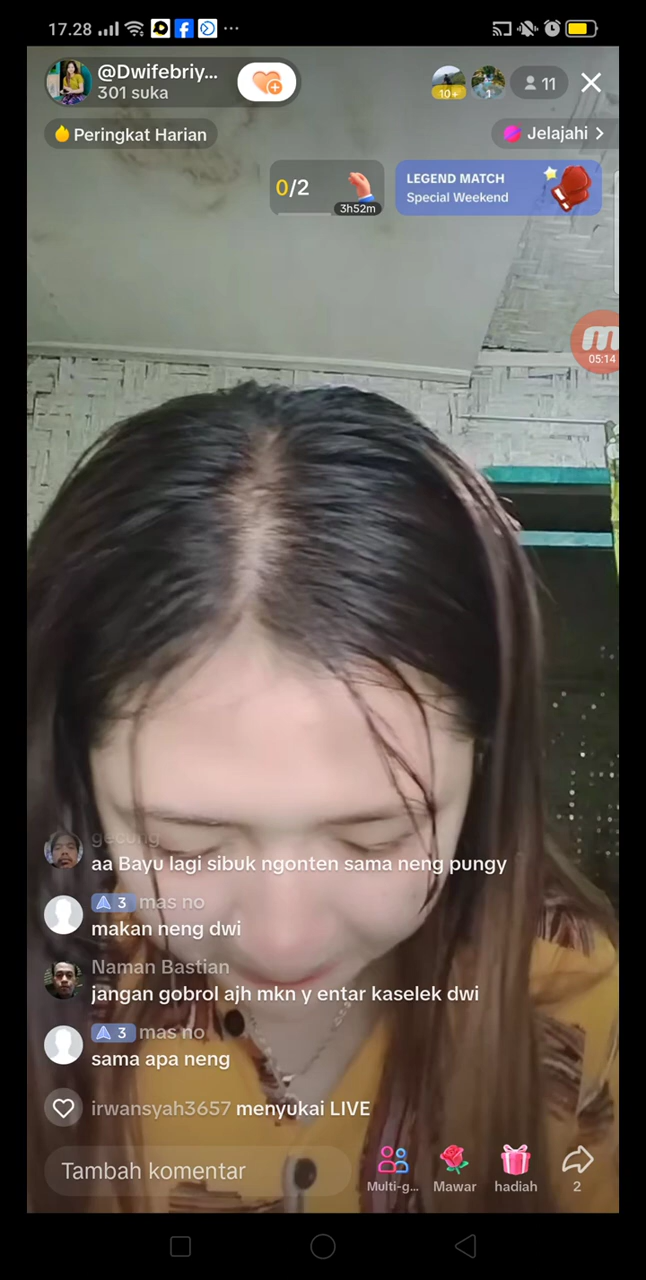 17.28
@Dwifebriy...
301 suka
10+
1
11
Peringkat Harian
Jelajahi
0/2
3h52m
LEGEND MATCH
Special Weekend
05:14
gecung
aa Bayu lagi sibuk ngonten sama neng pungy
3 mas no
makan neng dwi
Naman Bastian
jangan gobrol ajh mkn y entar kaselek dwi
3 mas no
sama apa neng
irwansyah3657 menyukai LIVE
Tambah komentar
Multi-g...
Mawar
hadiah
2